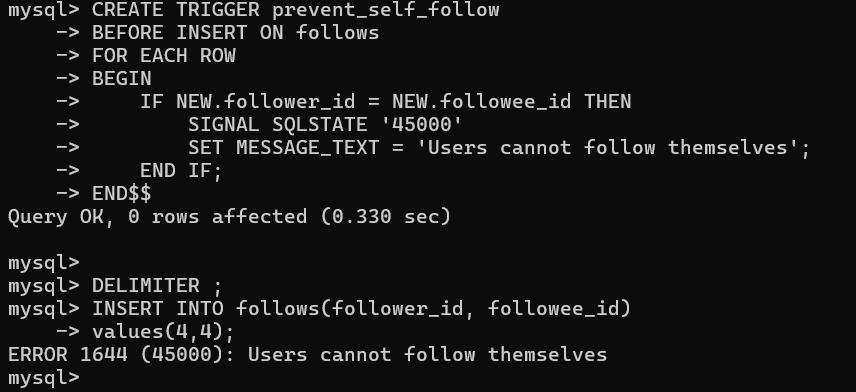 mysql> CREATE TRIGGER prevent_self_follow
    -> BEFORE INSERT ON follows
    -> FOR EACH ROW
    -> BEGIN
    ->     IF NEW.follower_id = NEW.followee_id THEN
    ->         SIGNAL SQLSTATE '45000'
    ->         SET MESSAGE_TEXT = 'Users cannot follow themselves';
    ->     END IF;
    -> END$$
Query OK, 0 rows affected (0.330 sec)

mysql>
mysql> DELIMITER ;
mysql> INSERT INTO follows(follower_id, followee_id)
    -> values(4,4);
ERROR 1644 (45000): Users cannot follow themselves
mysql>